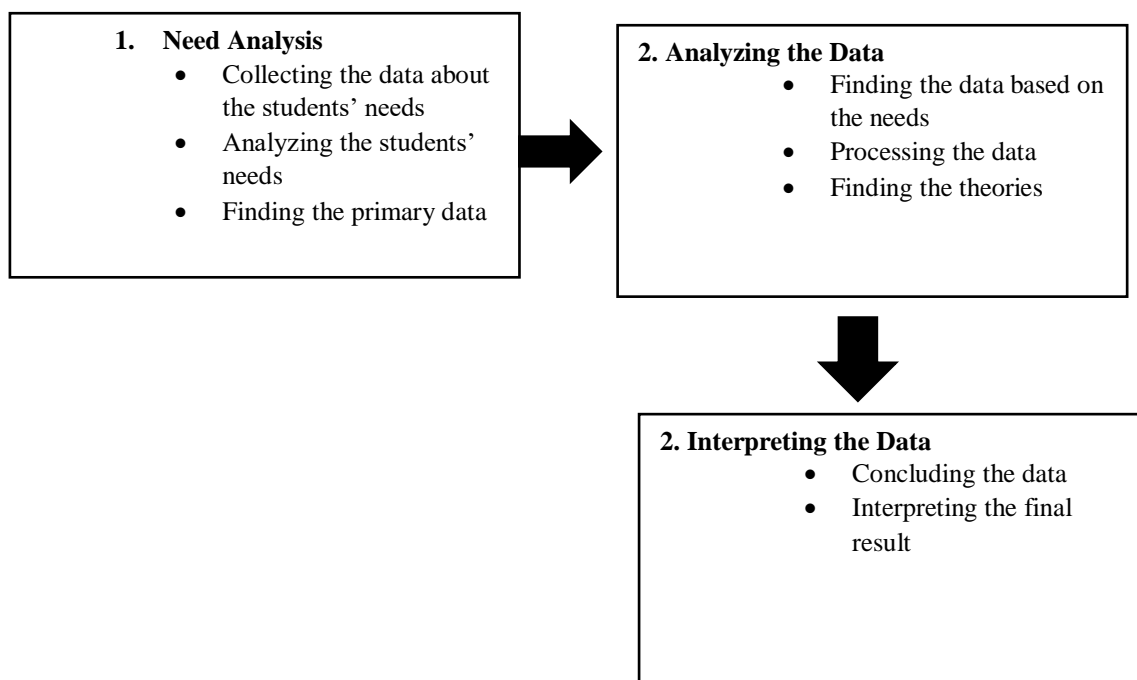 1. Need Analysis
• Collecting the data about
the students’ needs
• Analyzing the students’
needs
• Finding the primary data
2. Analyzing the Data
• Finding the data based on
the needs
• Processing the data
• Finding the theories
2. Interpreting the Data
• Concluding the data
• Interpreting the final
result